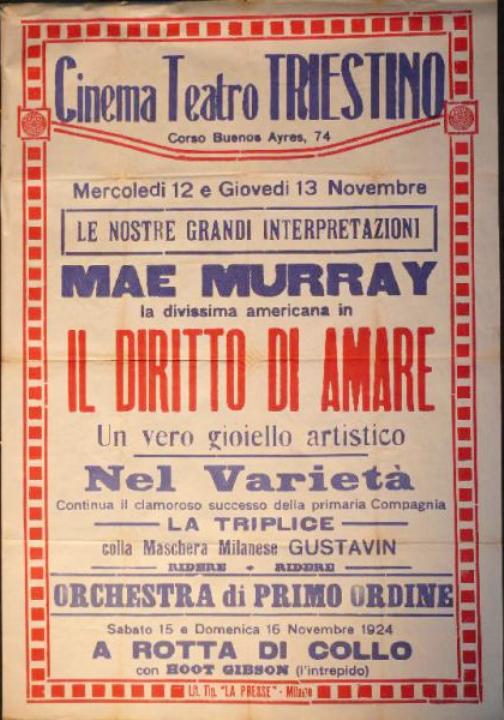 Cinema Teatro TRIESTINO
Corso Buenos Ayres, 74
Mercoledi 12 e Giovedi 13 Novembre
LE NOSTRE GRANDI INTERPRETAZIONI
MAE MURRAY
la divissima americana in
IL DIRITTO DI AMARE
Un vero gioiello artistico
Nel Varietà
Continua il clamoroso successo della primaria Compagnia
LA TRIPLICE
colla Maschera Milanese GUSTAVIN
RIDERE • RIDERE
ORCHESTRA di PRIMO ORDINE
Sabato 15 e Domenica 16 Novembre 1924
A ROTTA DI COLLO
con HOOT GIBSON (l'intrepido)
Lit. Tip. "LA PRESSE" - Milano